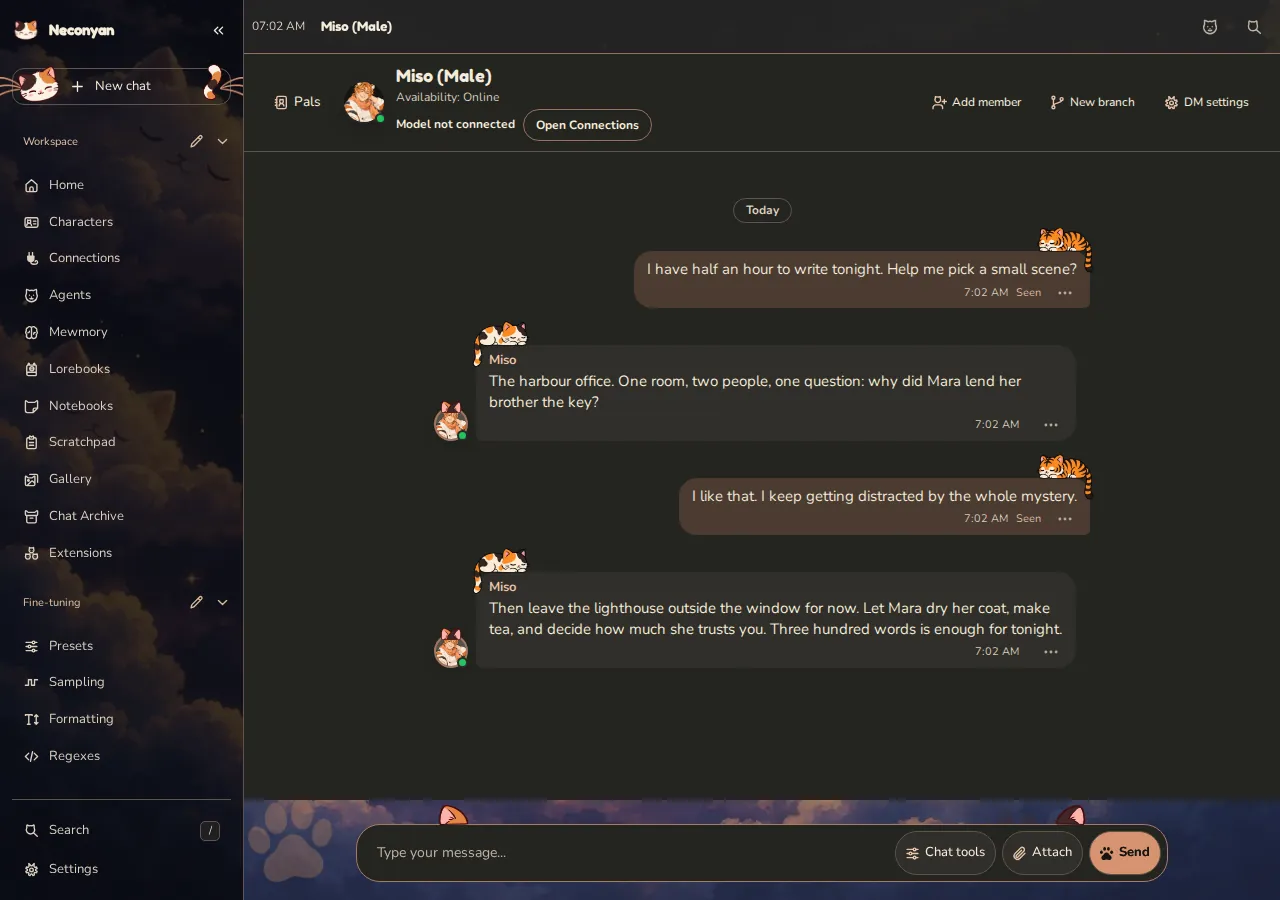 Neconyan
New chat
Workspace
Home
Characters
Connections
Agents
Mewmory
Lorebooks
Notebooks
Scratchpad
Gallery
Chat Archive
Extensions
Fine-tuning
Presets
Sampling
Formatting
Regexes
Search /
Settings
07:02 AM Miso (Male)
Pals
Miso (Male)
Availability: Online
Model not connected Open Connections
Add member New branch DM settings
Today
I have half an hour to write tonight. Help me pick a small scene?
7:02 AM Seen
Miso
The harbour office. One room, two people, one question: why did Mara lend her
brother the key?
7:02 AM
I like that. I keep getting distracted by the whole mystery.
7:02 AM Seen
Miso
Then leave the lighthouse outside the window for now. Let Mara dry her coat, make
tea, and decide how much she trusts you. Three hundred words is enough for tonight.
7:02 AM
Type your message... Chat tools Attach Send